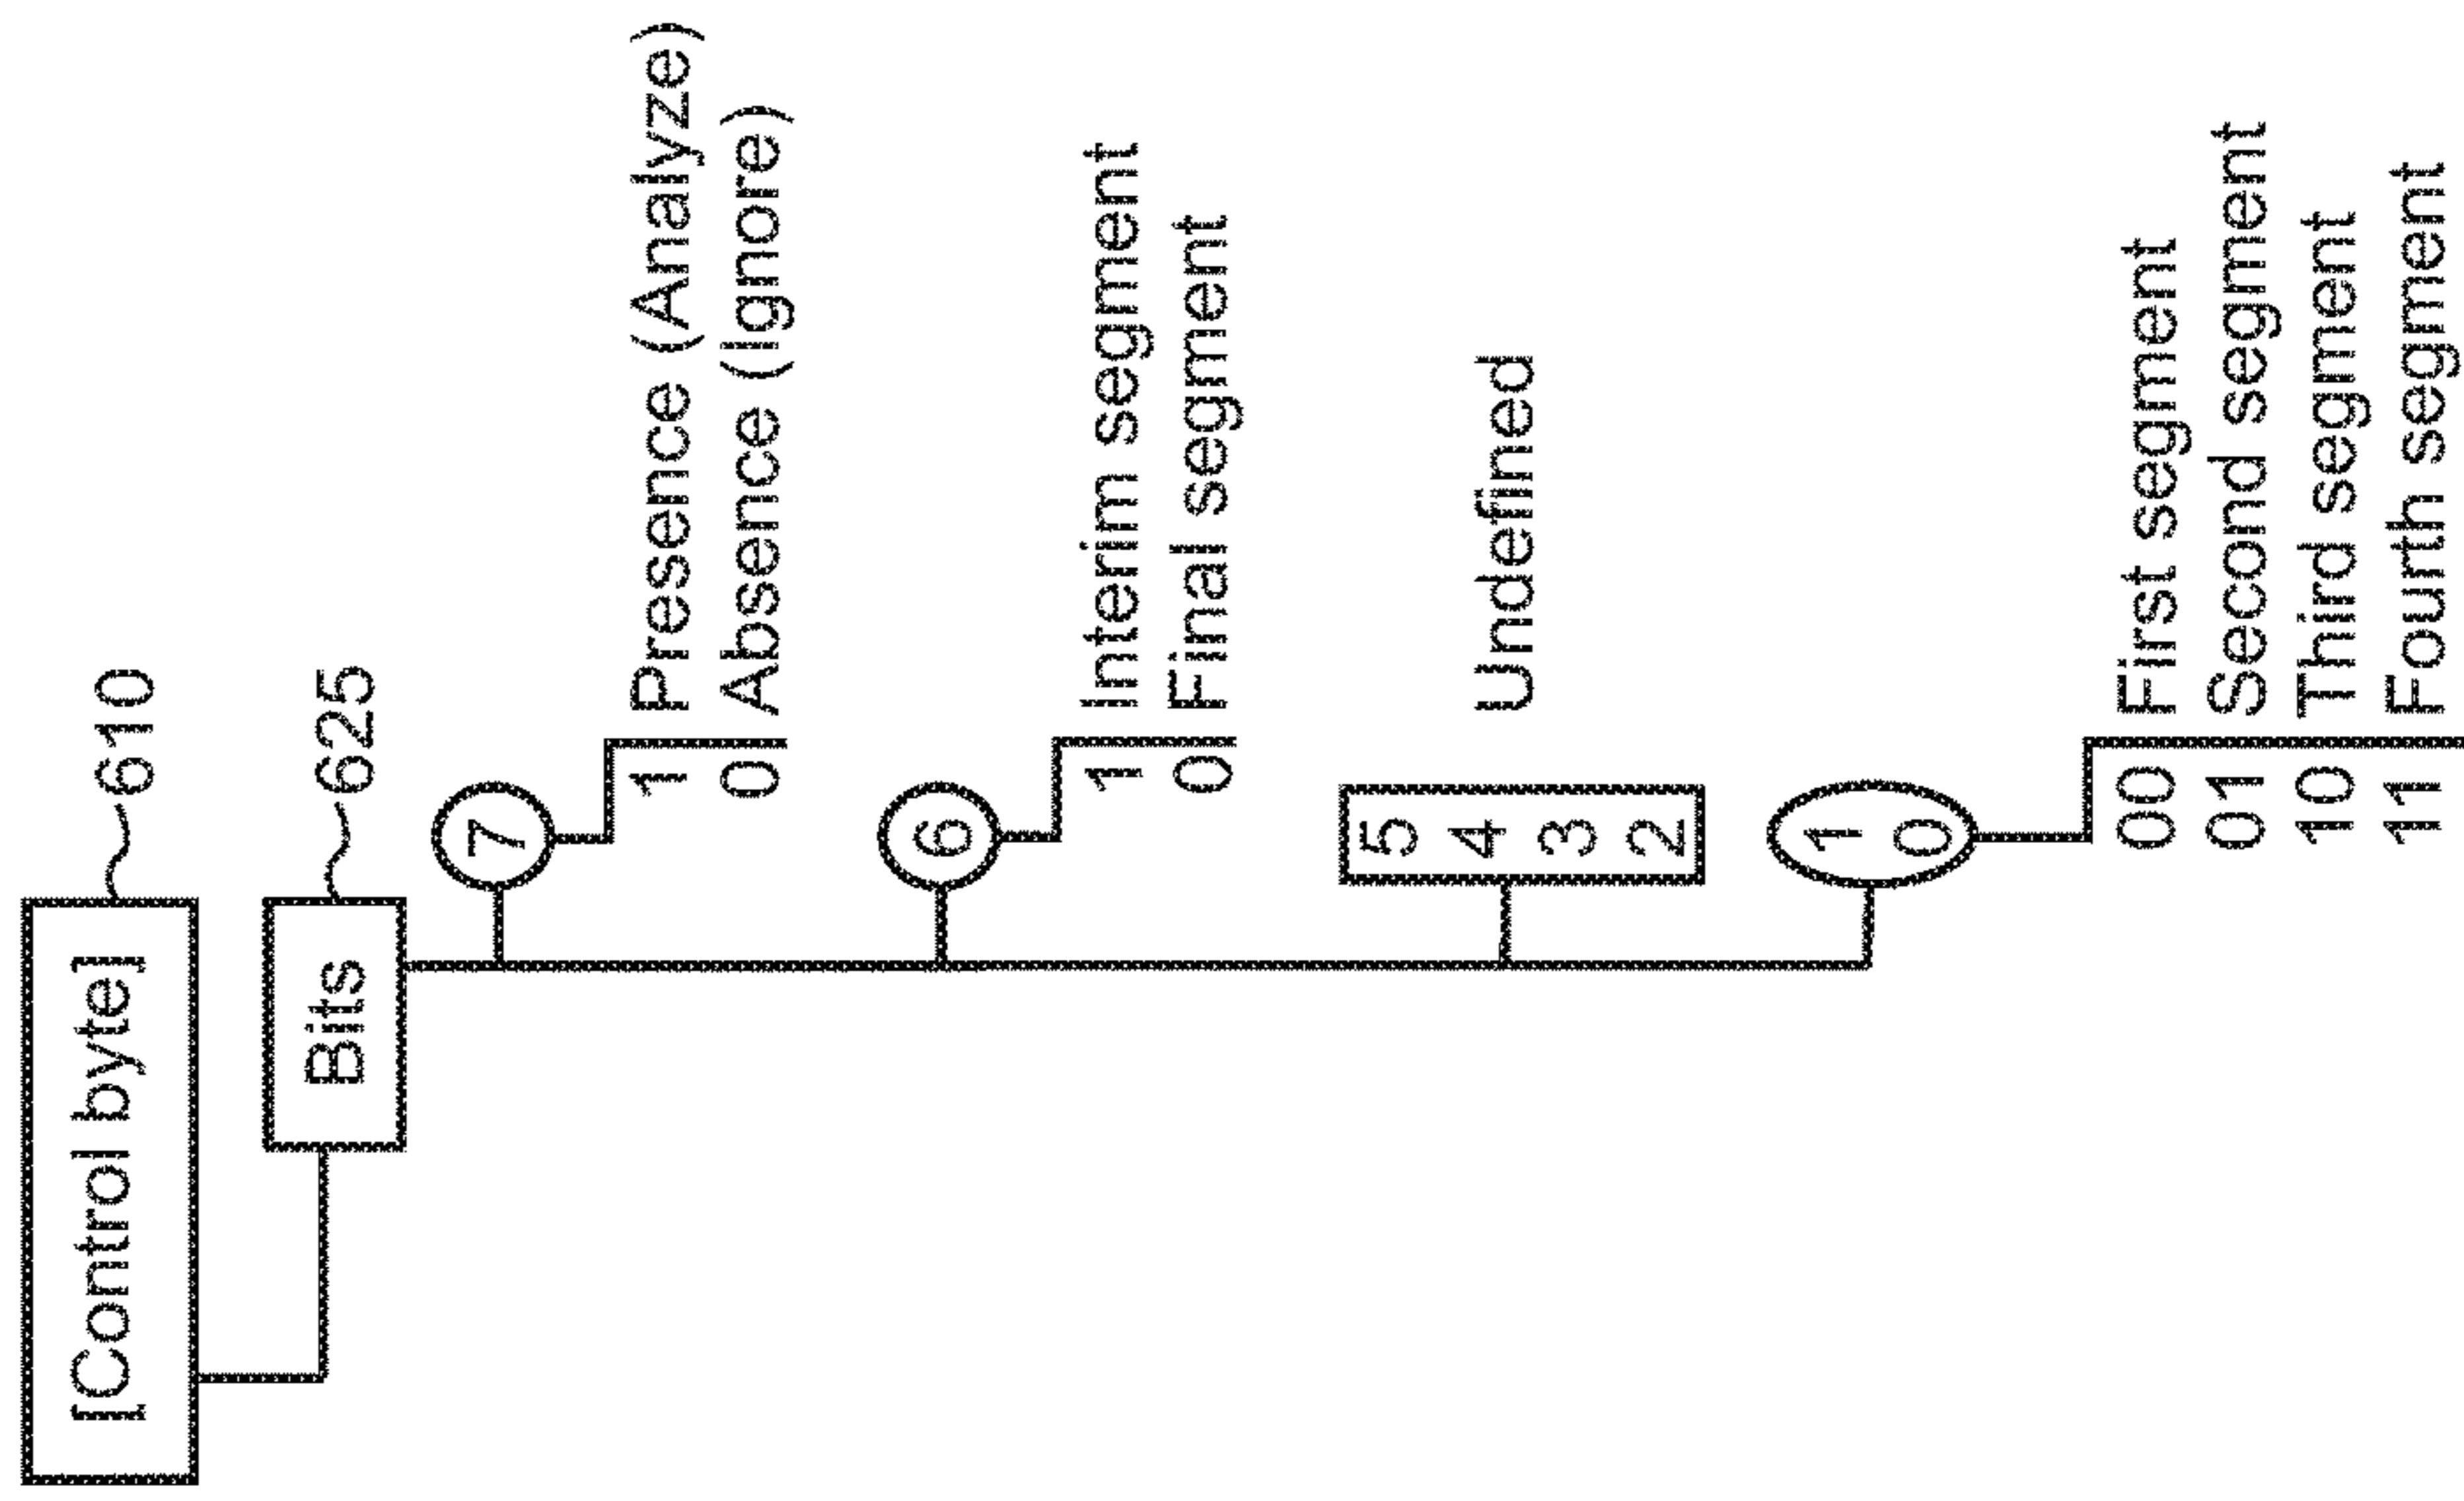 [Control byte] 610
Bits 625
7
1 Presence (Analyze)
0 Absence (ignore)
6
1 Interim segment
0 Final segment
5
4 Undefined
3
2
1
0
00 First segment
01 Second segment
10 Third segment
11 Fourth segment